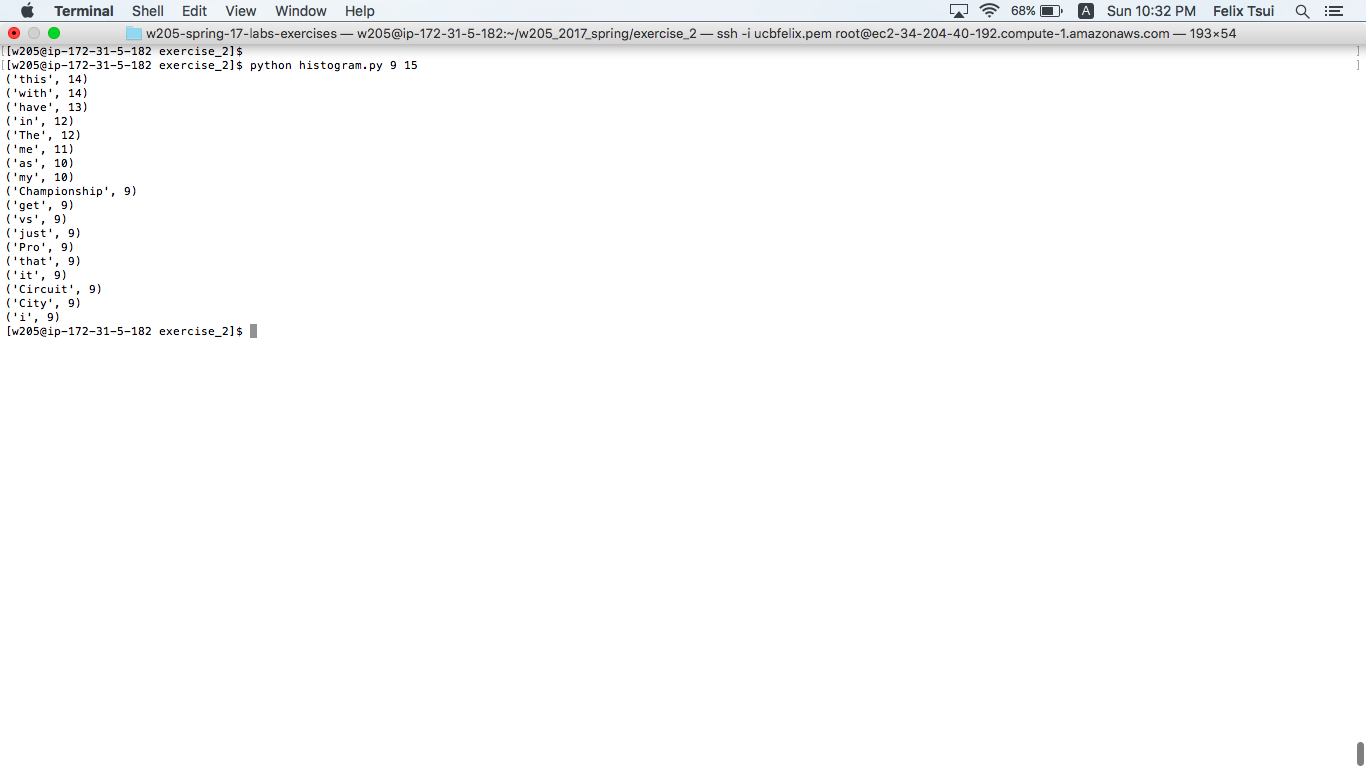 Terminal Shell Edit View Window Help 68% A Sun 10:32 PM Felix Tsui
w205-spring-17-labs-exercises — w205@ip-172-31-5-182:~/w205_2017_spring/exercise_2 — ssh -i ucbfelix.pem root@ec2-34-204-40-192.compute-1.amazonaws.com — 193×54
[[w205@ip-172-31-5-182 exercise_2]$ ]
[[w205@ip-172-31-5-182 exercise_2]$ python histogram.py 9 15 ]
('this', 14)
('with', 14)
('have', 13)
('in', 12)
('The', 12)
('me', 11)
('as', 10)
('my', 10)
('Championship', 9)
('get', 9)
('vs', 9)
('just', 9)
('Pro', 9)
('that', 9)
('it', 9)
('Circuit', 9)
('City', 9)
('i', 9)
[w205@ip-172-31-5-182 exercise_2]$